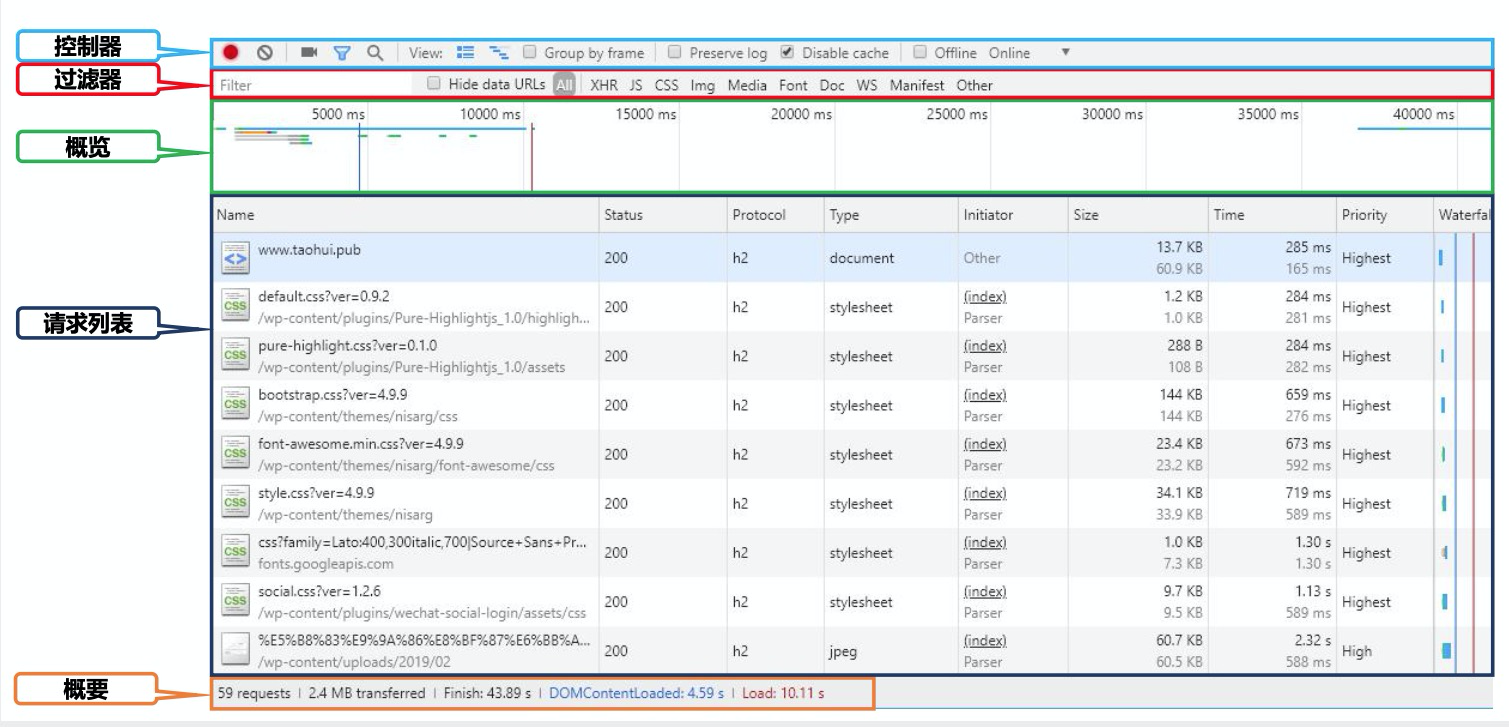 控制器
View: Group by frame Preserve log Disable cache Offline Online
过滤器
Filter Hide data URLs All XHR JS CSS Img Media Font Doc WS Manifest Other
概览
5000 ms 10000 ms 15000 ms 20000 ms 25000 ms 30000 ms 35000 ms 40000 ms
请求列表
Name Status Protocol Type Initiator Size Time Priority Waterfal
www.taohui.pub 200 h2 document Other 13.7 KB 285 ms Highest
60.9 KB 165 ms
default.css?ver=0.9.2 200 h2 stylesheet (index) 1.2 KB 284 ms Highest
/wp-content/plugins/Pure-Highlightjs_1.0/highligh... Parser 1.0 KB 281 ms
pure-highlight.css?ver=0.1.0 200 h2 stylesheet (index) 288 B 284 ms Highest
/wp-content/plugins/Pure-Highlightjs_1.0/assets Parser 108 B 282 ms
bootstrap.css?ver=4.9.9 200 h2 stylesheet (index) 144 KB 659 ms Highest
/wp-content/themes/nisarg/css Parser 144 KB 276 ms
font-awesome.min.css?ver=4.9.9 200 h2 stylesheet (index) 23.4 KB 673 ms Highest
/wp-content/themes/nisarg/font-awesome/css Parser 23.2 KB 592 ms
style.css?ver=4.9.9 200 h2 stylesheet (index) 34.1 KB 719 ms Highest
/wp-content/themes/nisarg Parser 33.9 KB 589 ms
css?family=Lato:400,300italic,700|Source+Sans+Pr... 200 h2 stylesheet (index) 1.0 KB 1.30 s Highest
fonts.googleapis.com Parser 7.3 KB 1.30 s
social.css?ver=1.2.6 200 h2 stylesheet (index) 9.7 KB 1.13 s Highest
/wp-content/plugins/wechat-social-login/assets/css Parser 9.5 KB 589 ms
%E5%B8%83%E9%9A%86%E8%BF%87%E6%BB%A... 200 h2 jpeg (index) 60.7 KB 2.32 s High
/wp-content/uploads/2019/02 Parser 60.5 KB 588 ms
概要
59 requests | 2.4 MB transferred | Finish: 43.89 s | DOMContentLoaded: 4.59 s | Load: 10.11 s